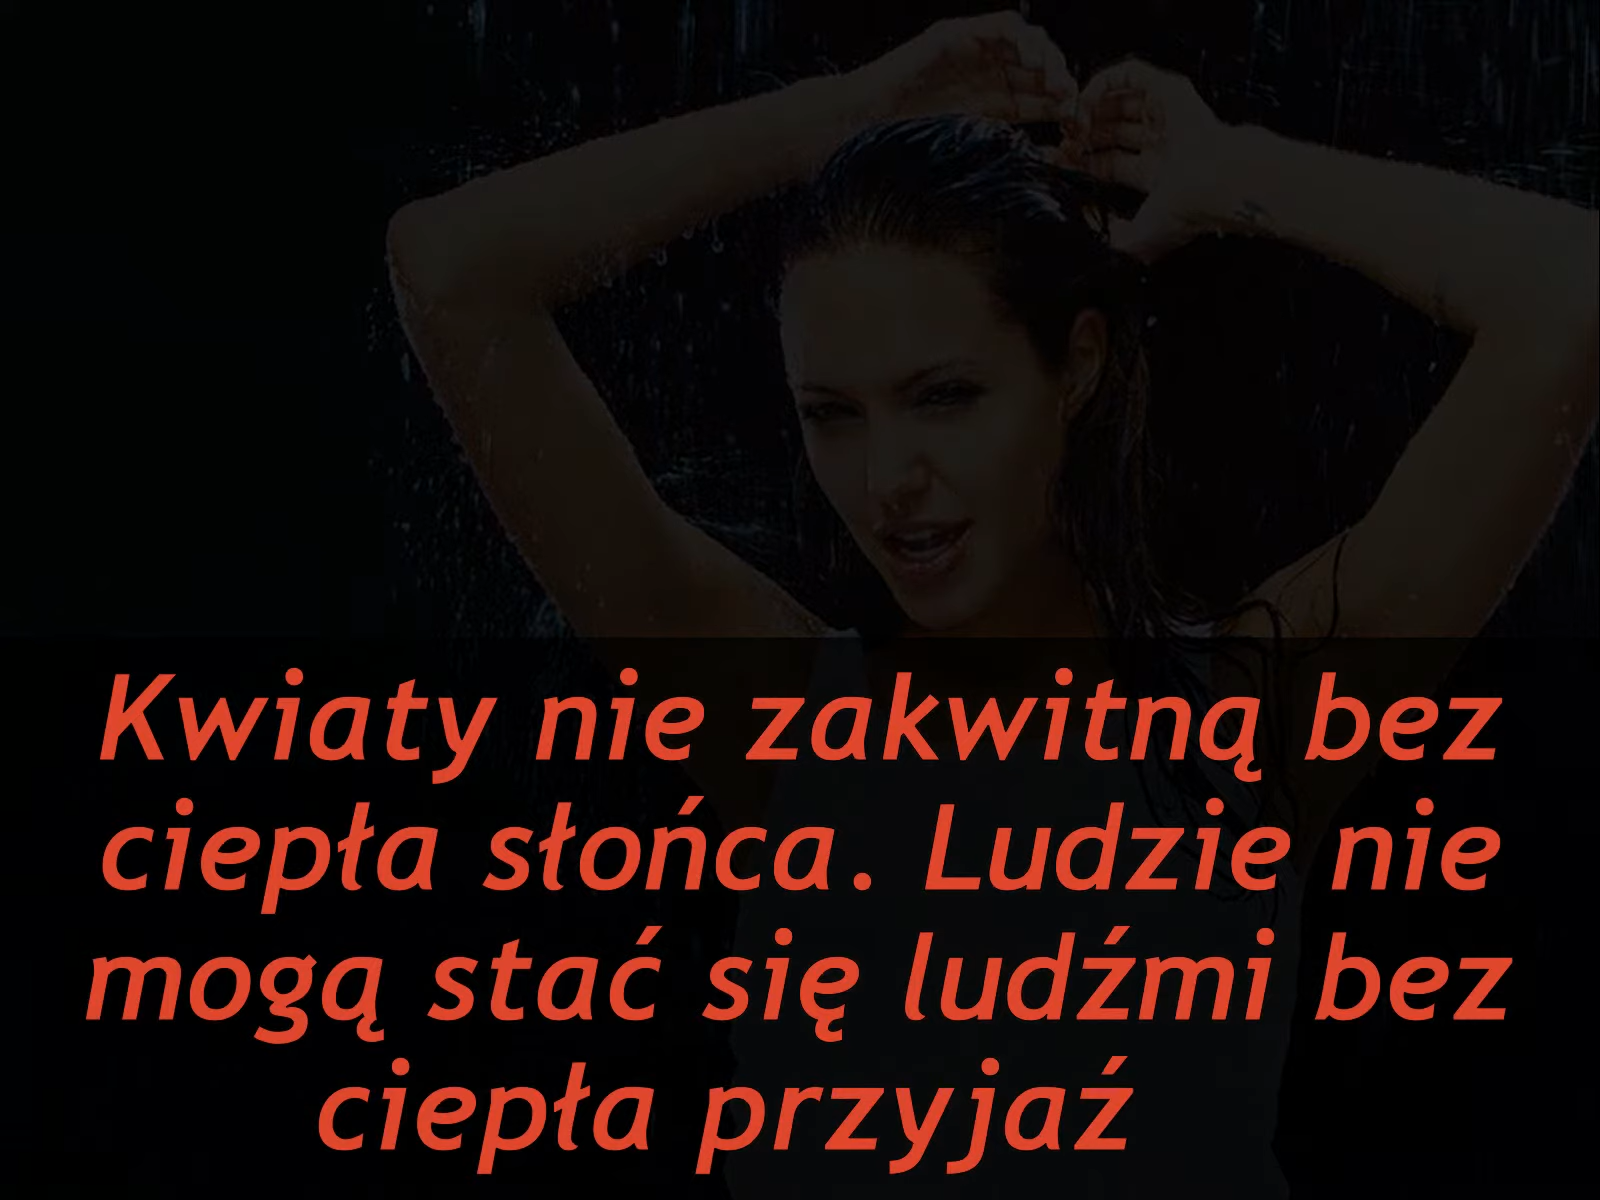 Kwiaty nie zakwitną bez
ciepła słońca. Ludzie nie
mogą stać się ludźmi bez
ciepła przyjaź